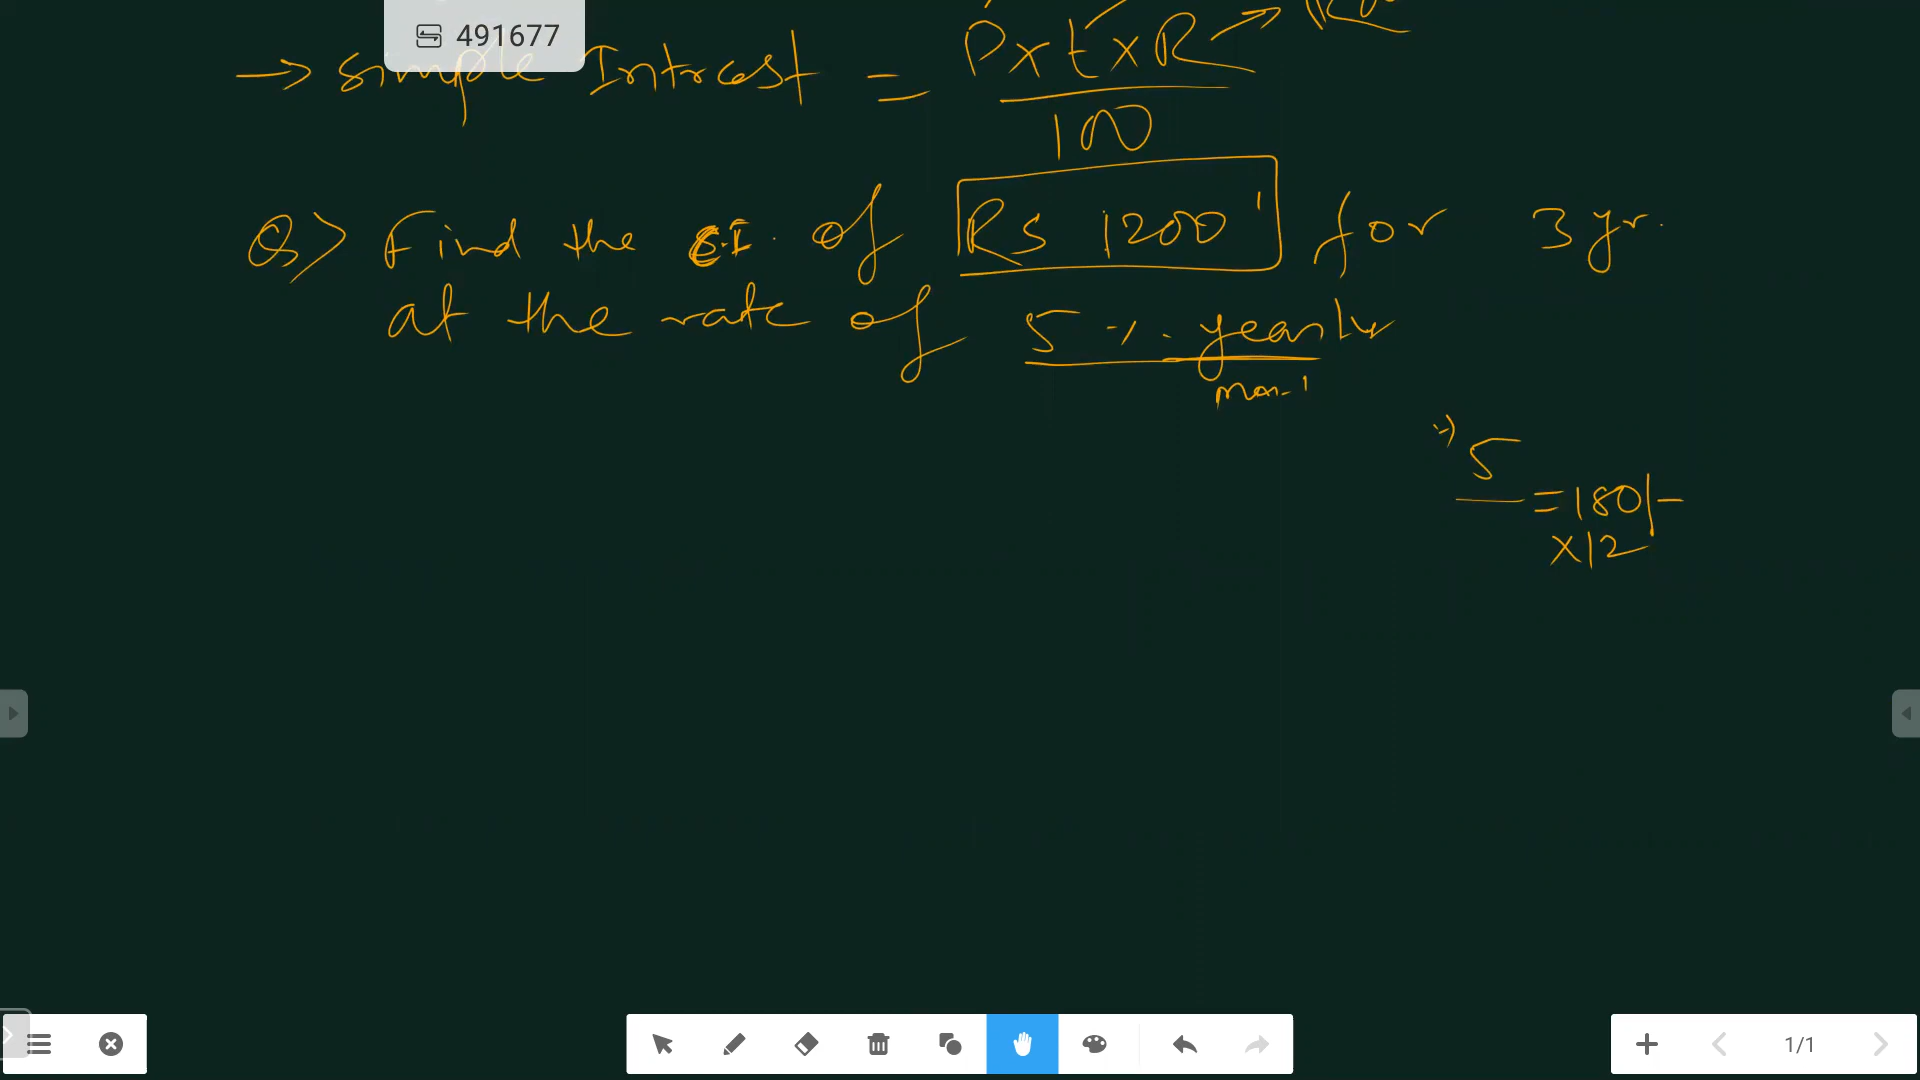 491677
→ simple Intrest = P x t x R →
100
Q> Find the S.I. of Rs 1200 for 3 yr.
at the rate of 5 %. yearly
5
= 180/-
x12
1/1